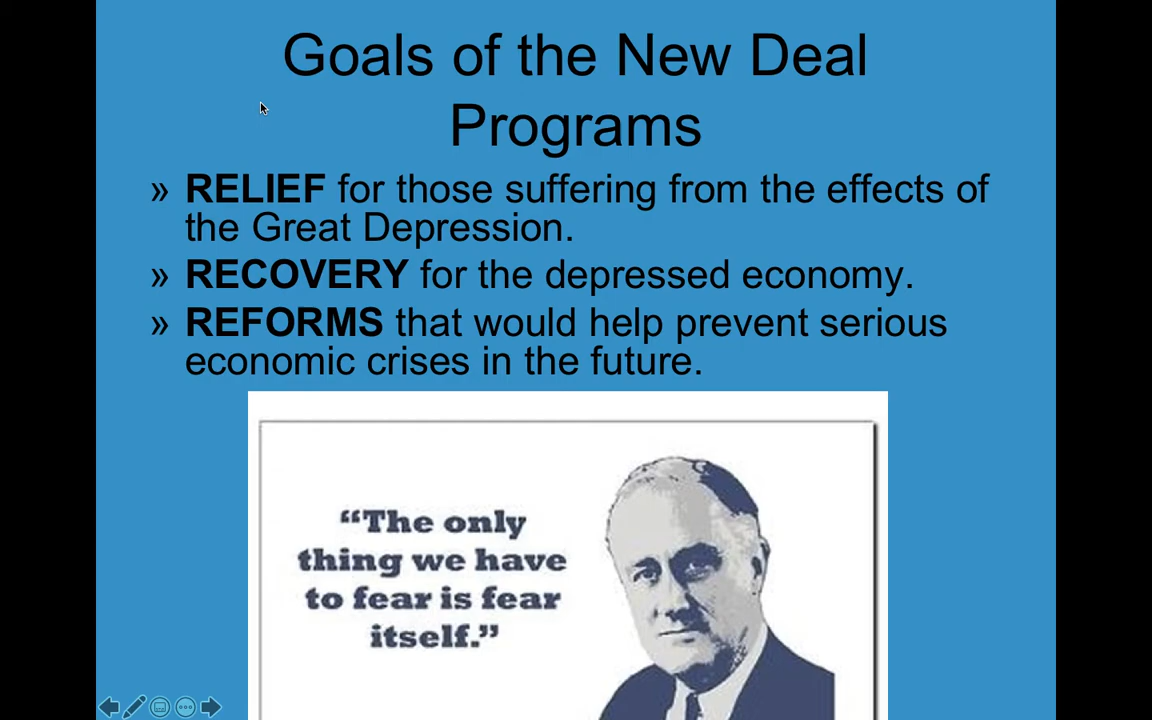 Goals of the New Deal
Programs
» RELIEF for those suffering from the effects of
the Great Depression.
» RECOVERY for the depressed economy.
» REFORMS that would help prevent serious
economic crises in the future.
“The only
thing we have
to fear is fear
itself.”